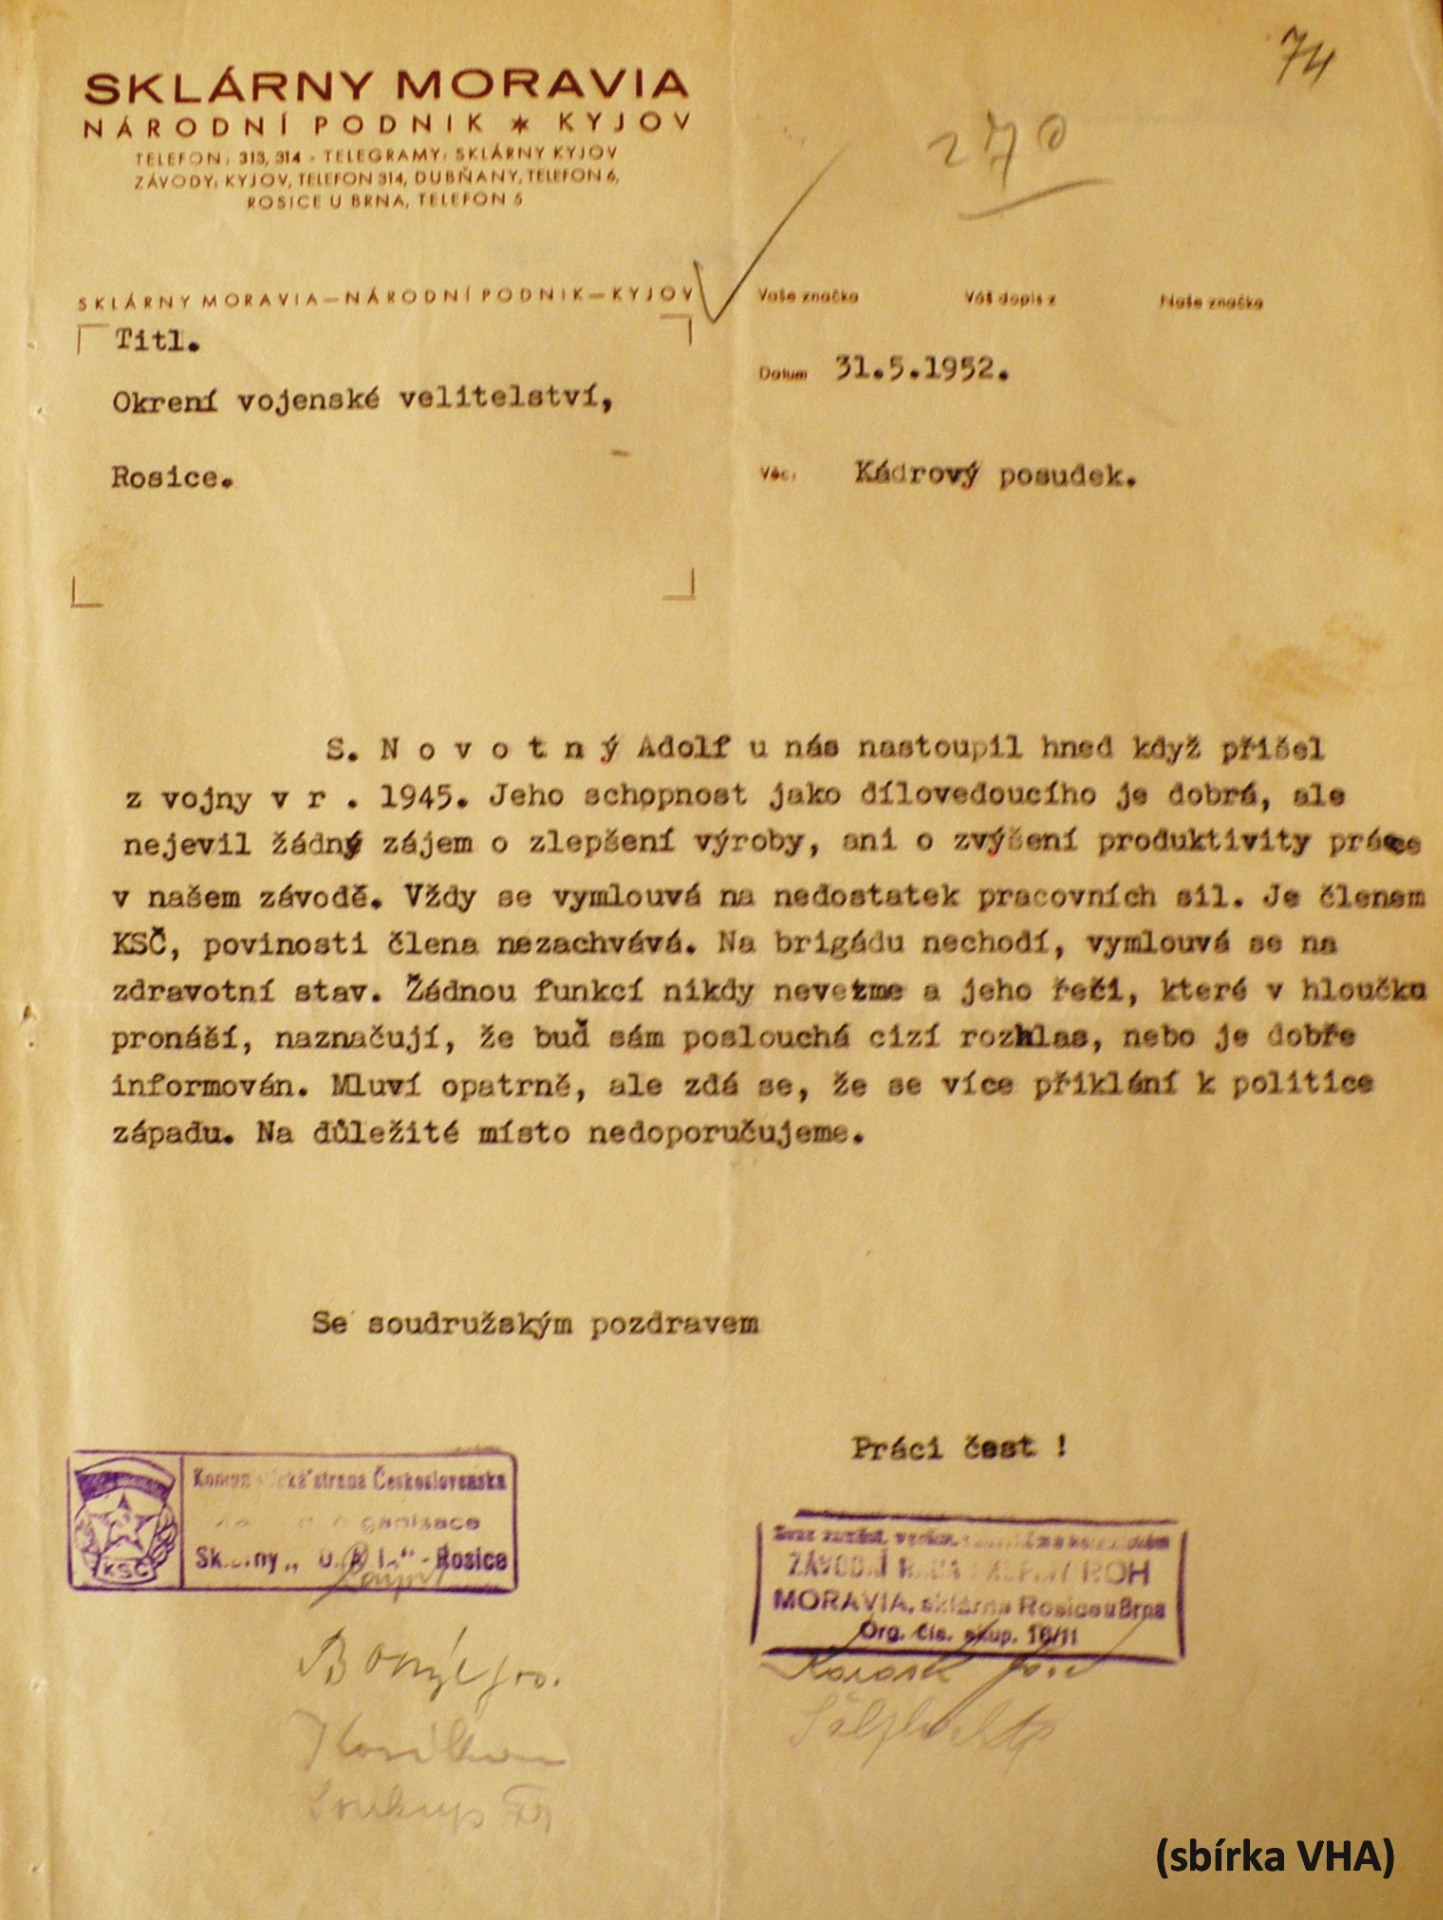 74
SKLÁRNY MORAVIA
NÁRODNÍ PODNIK * KYJOV
270
TELEFON: 313, 314 - TELEGRAMY: SKLÁRNY KYJOV
ZÁVODY: KYJOV, TELEFON 314, DUBŇANY, TELEFON 6,
ROSICE U BRNA, TELEFON 5
SKLÁRNY MORAVIA—NÁRODNÍ PODNIK—KYJOV
Vaše značka Váš dopis z Naše značka
Titl.
Datum 31.5.1952.
Okrení vojenské velitelství,
Rosice.
Věc: Kádrový posudek.
S. N o v o t n ý Adolf u nás nastoupil hned když přišel
z vojny v r . 1945. Jeho schopnost jako dílovedoucího je dobrá, ale
nejevil žádný zájem o zlepšení výroby, ani o zvýšení produktivity práce
v našem závodě. Vždy se vymlouvá na nedostatek pracovních sil. Je členem
KSČ, povinosti člena nezachvává. Na brigádu nechodí, vymlouvá se na
zdravotní stav. Žádnou funkcí nikdy nevezme a jeho řeči, které v hloučku
pronáší, naznačují, že buď sám poslouchá cizí rozhlas, nebo je dobře
informován. Mluví opatrně, ale zdá se, že se více přiklání k politice
západu. Na důležité místo nedoporučujeme.
Se soudružským pozdravem
Práci čest !
strana Československa
Rosice
KSČ
ZÁVODNÍ ROH
MORAVIA, sklárna Rosice u Brna
Org. čís. skup. 16/11
(sbírka VHA)